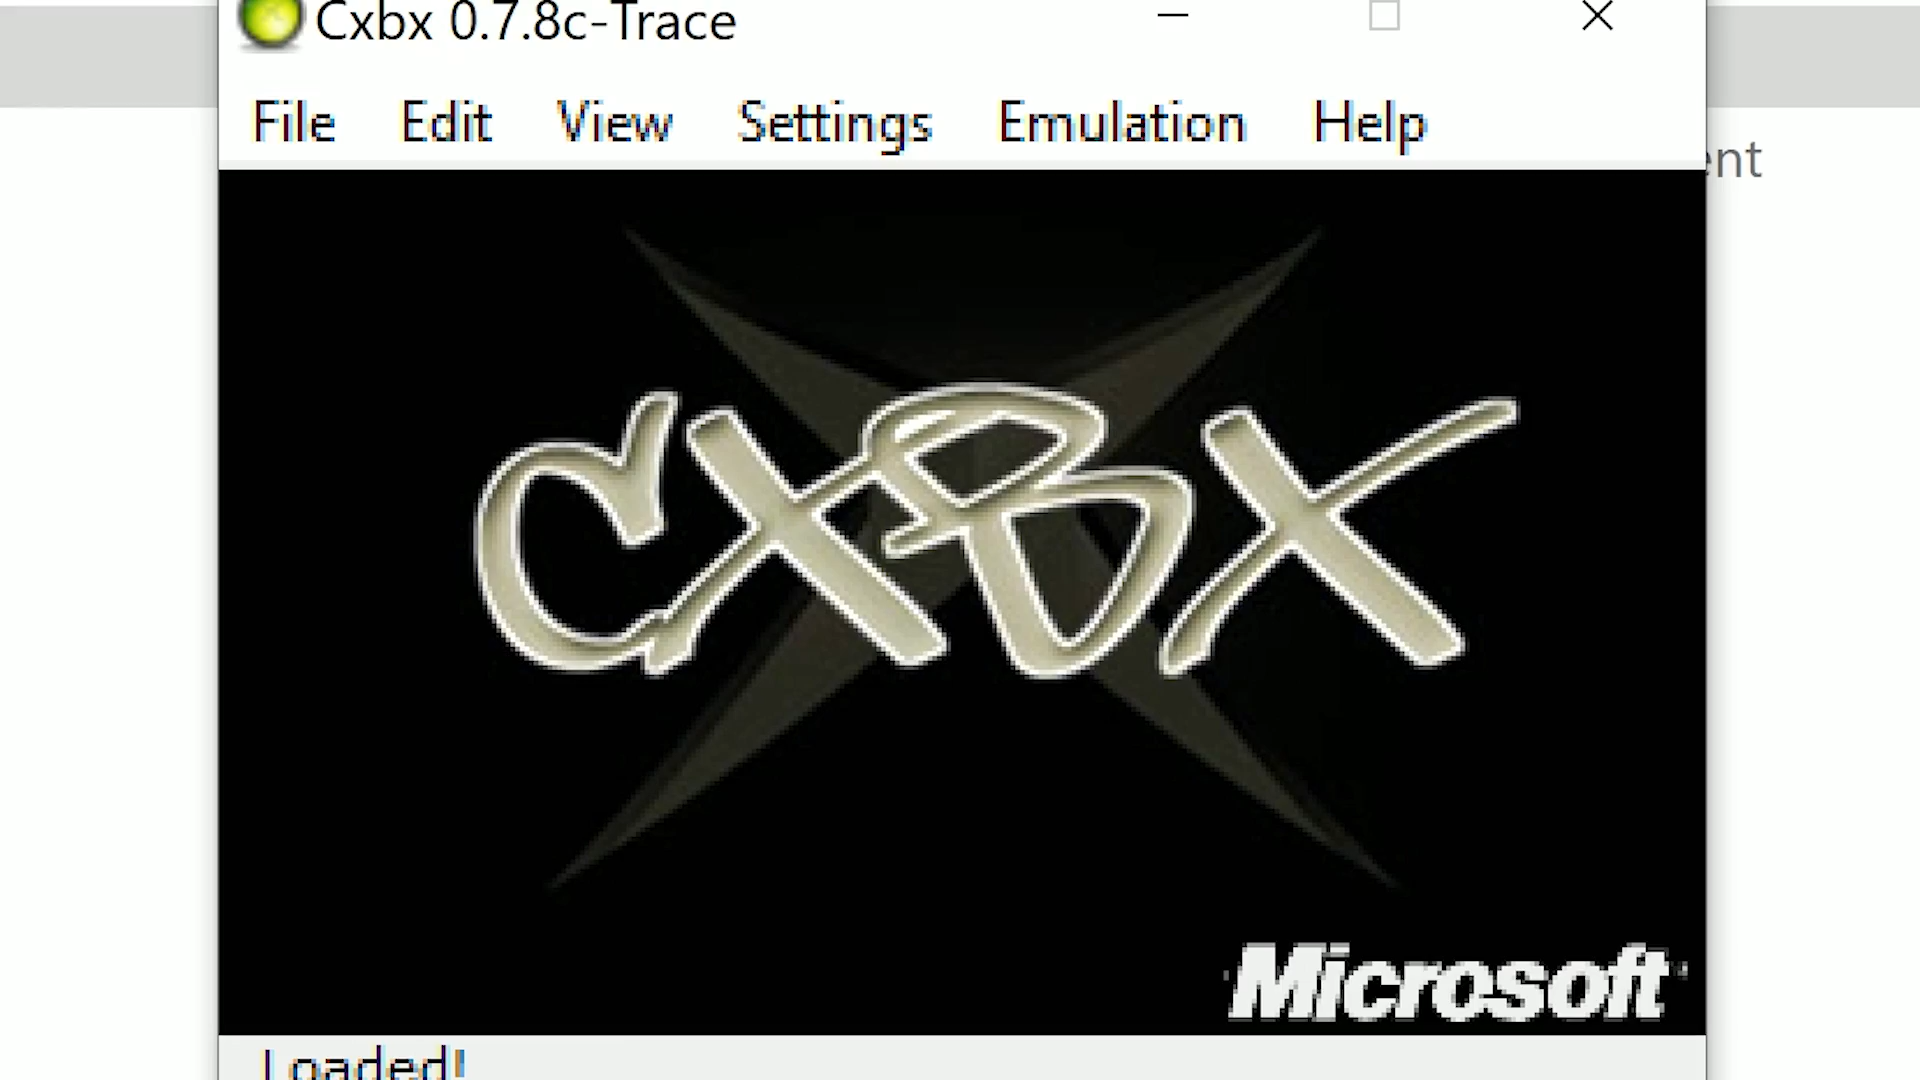 Cxbx 0.7.8c-Trace
File Edit View Settings Emulation Help
CXBX
Microsoft
Loaded!